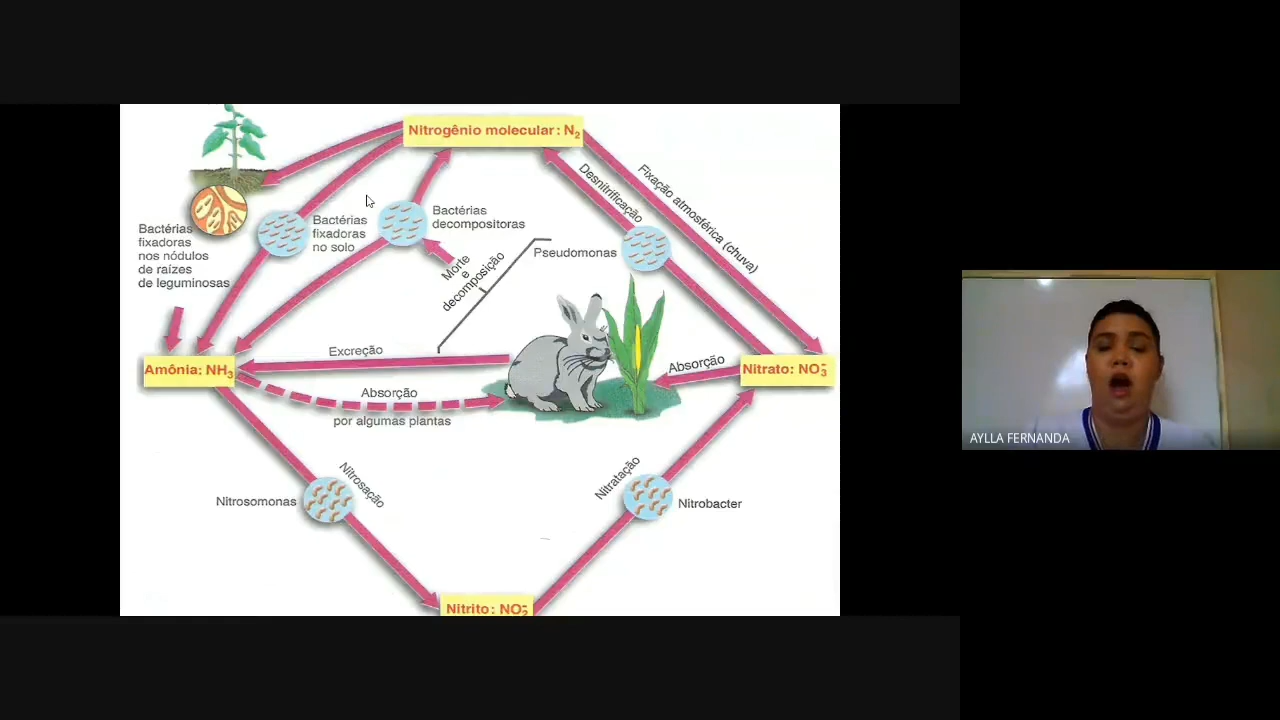 Nitrogênio molecular: N₂
Fixação atmosférica (chuva)
Desnitrificação
Bactérias
fixadoras
no solo
Bactérias
decompositoras
Bactérias
fixadoras
nos nódulos
de raízes
de leguminosas
Pseudomonas
Morte
e
decomposição
Amônia: NH₃
Excreção
Absorção
Nitrato: NO₃⁻
Absorção
por algumas plantas
Nitrosomonas
Nitrosação
Nitratação
Nitrobacter
Nitrito: NO₂⁻
AYLLA FERNANDA